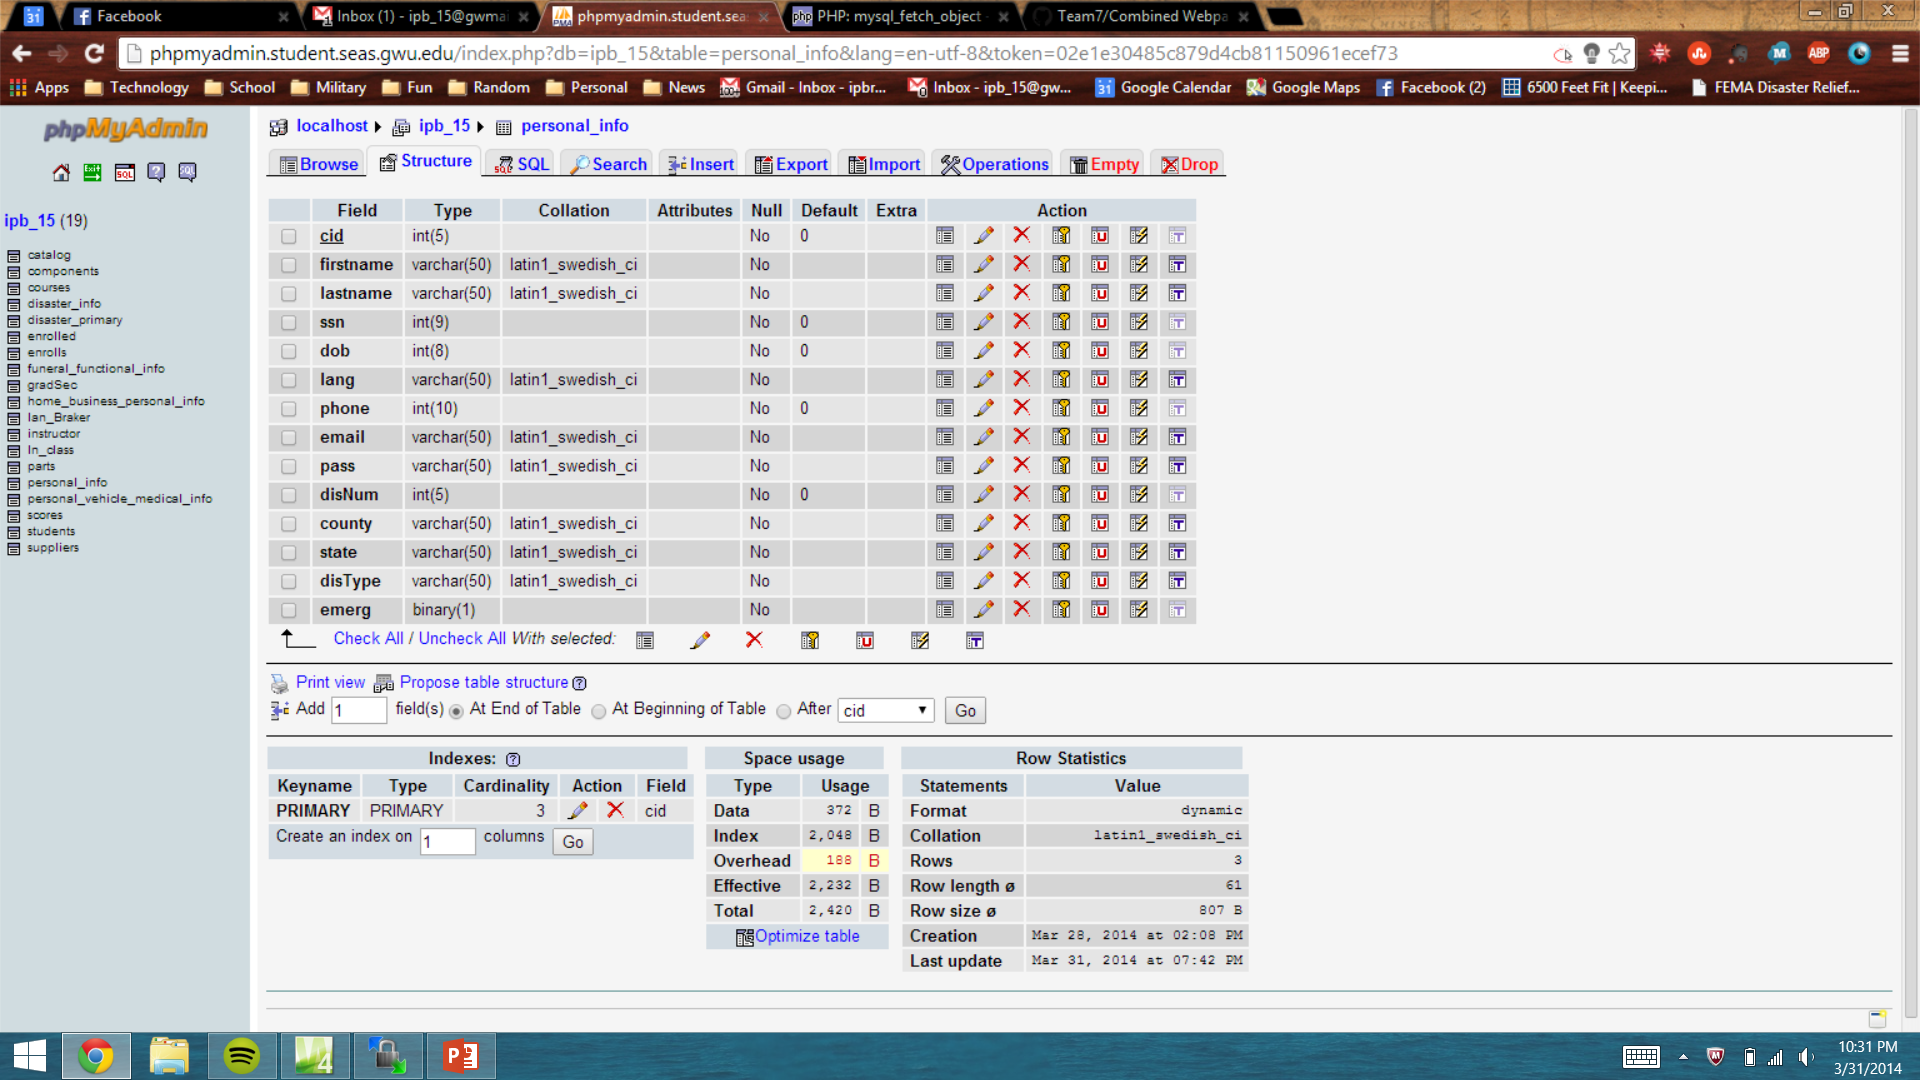 31 Facebook Inbox (1) - ipb_15@gwmai phpmyadmin.student.sea PHP: mysql_fetch_object - Team7/Combined Webpa
phpmyadmin.student.seas.gwu.edu/index.php?db=ipb_15&table=personal_info&lang=en-utf-8&token=02e1e30485c879d4cb81150961ecef73
Apps Technology School Military Fun Random Personal News Gmail - Inbox - ipbr... Inbox - ipb_15@gw... Google Calendar Google Maps Facebook (2) 6500 Feet Fit | Keepi... FEMA Disaster Relief...
phpMyAdmin
ipb_15 (19)
catalog
components
courses
disaster_info
disaster_primary
enrolled
enrolls
funeral_functional_info
gradSec
home_business_personal_info
Ian_Braker
instructor
In_class
parts
personal_info
personal_vehicle_medical_info
scores
students
suppliers
localhost ipb_15 personal_info
Browse Structure SQL Search Insert Export Import Operations Empty Drop
Field Type Collation Attributes Null Default Extra Action
cid int(5) No 0
firstname varchar(50) latin1_swedish_ci No
lastname varchar(50) latin1_swedish_ci No
ssn int(9) No 0
dob int(8) No 0
lang varchar(50) latin1_swedish_ci No
phone int(10) No 0
email varchar(50) latin1_swedish_ci No
pass varchar(50) latin1_swedish_ci No
disNum int(5) No 0
county varchar(50) latin1_swedish_ci No
state varchar(50) latin1_swedish_ci No
disType varchar(50) latin1_swedish_ci No
emerg binary(1) No
Check All / Uncheck All With selected:
Print view Propose table structure
Add 1 field(s) At End of Table At Beginning of Table After cid Go
Indexes:
Keyname Type Cardinality Action Field
PRIMARY PRIMARY 3 cid
Create an index on 1 columns Go
Space usage
Type Usage
Data 372 B
Index 2,048 B
Overhead 188 B
Effective 2,232 B
Total 2,420 B
Optimize table
Row Statistics
Statements Value
Format dynamic
Collation latin1_swedish_ci
Rows 3
Row length ø 61
Row size ø 807 B
Creation Mar 28, 2014 at 02:08 PM
Last update Mar 31, 2014 at 07:42 PM
10:31 PM
3/31/2014